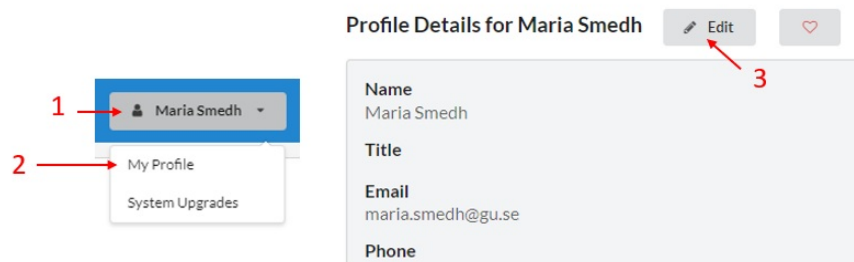 Profile Details for Maria Smedh
Edit
3
Name
Maria Smedh
Title
Email
maria.smedh@gu.se
Phone
1
Maria Smedh
2
My Profile
System Upgrades